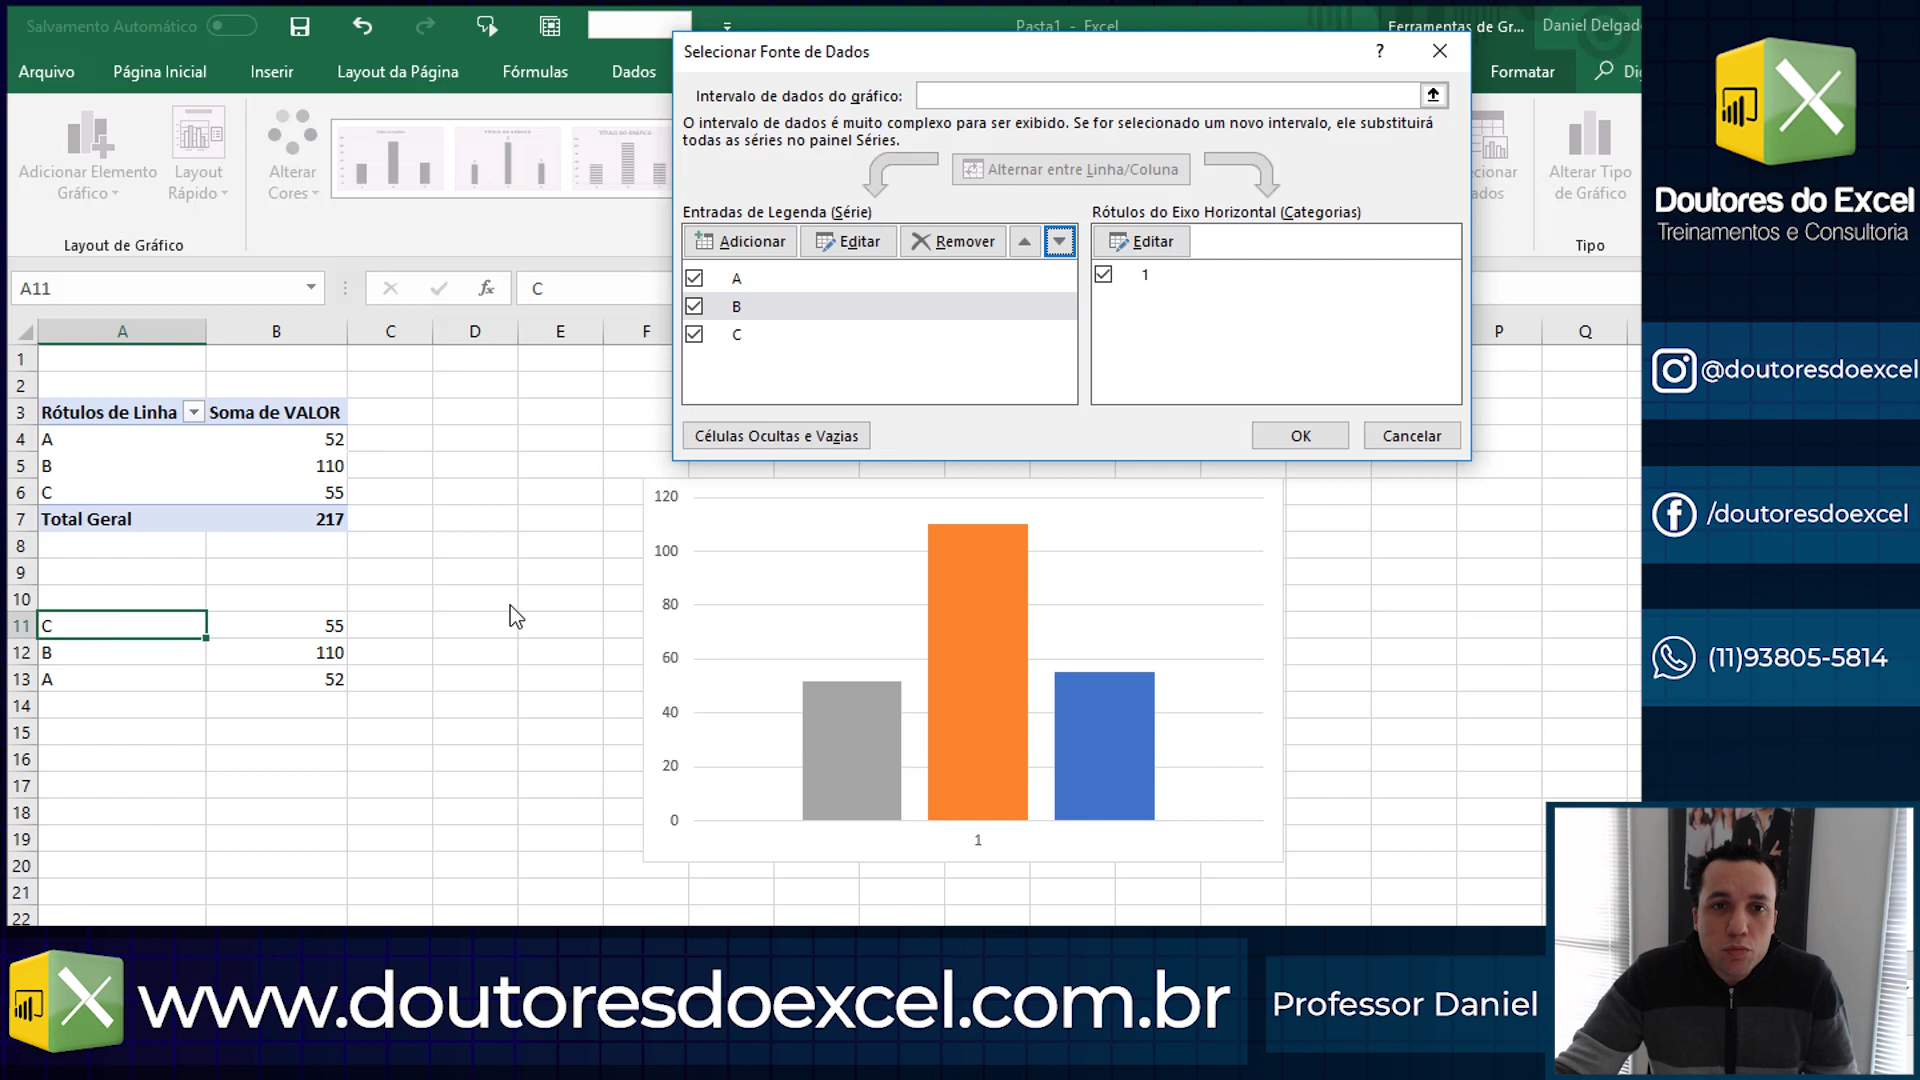 Salvamento Automático
Pasta1 - Excel
Ferramentas de Gr...
Daniel Delgad
Arquivo
Página Inicial
Inserir
Layout da Página
Fórmulas
Dados
Formatar
Adicionar Elemento
Gráfico
Layout
Rápido
Alterar
Cores
Layout de Gráfico
Alterar Tipo
de Gráfico
Tipo
Selecionar Fonte de Dados
?
Intervalo de dados do gráfico:
O intervalo de dados é muito complexo para ser exibido. Se for selecionado um novo intervalo, ele substituirá
todas as séries no painel Séries.
Alternar entre Linha/Coluna
Entradas de Legenda (Série)
Adicionar
Editar
Remover
A
B
C
Rótulos do Eixo Horizontal (Categorias)
Editar
1
Células Ocultas e Vazias
OK
Cancelar
A11
fx
C
A B C D E F P Q
1
2
3 Rótulos de Linha Soma de VALOR
4 A 52
5 B 110
6 C 55
7 Total Geral 217
8
9
10
11 C 55
12 B 110
13 A 52
14
15
16
17
18
19
20
21
22
120
100
80
60
40
20
0
1
Doutores do Excel
Treinamentos e Consultoria
@doutoresdoexcel
/doutoresdoexcel
(11)93805-5814
www.doutoresdoexcel.com.br
Professor Daniel